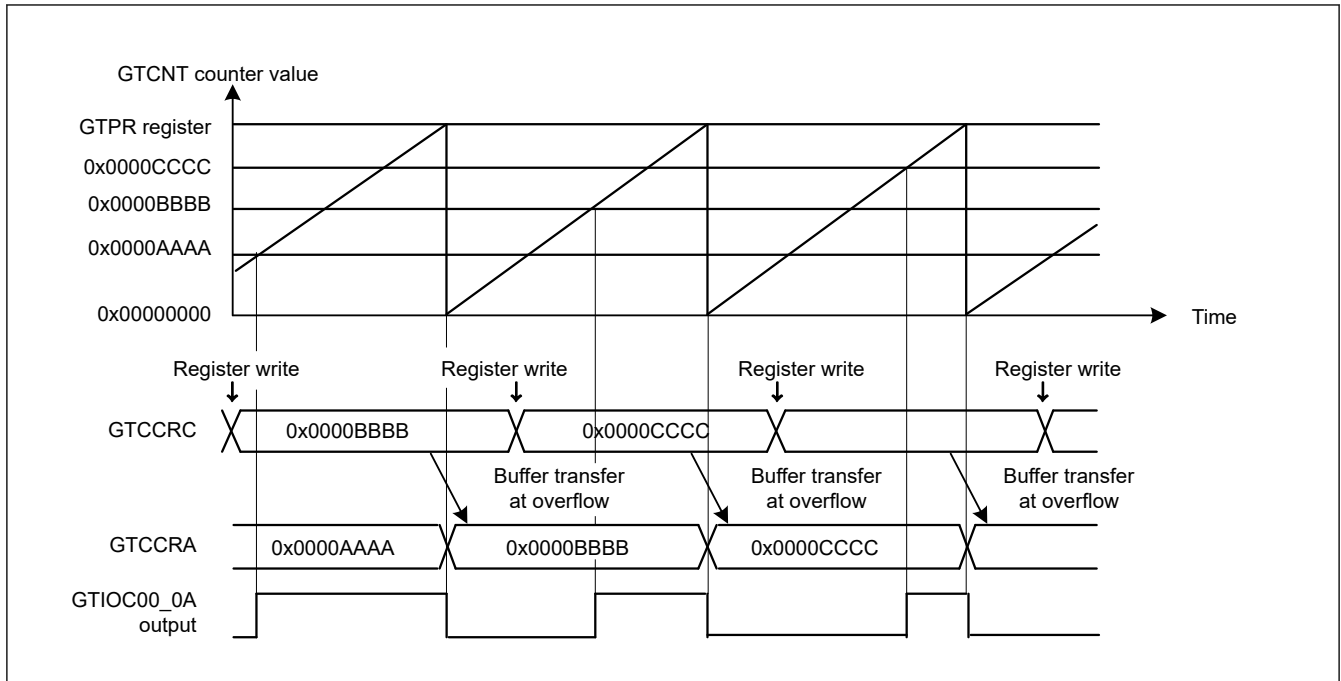 GTCNT counter value
GTPR register
0x0000CCCC
0x0000BBBB
0x0000AAAA
0x00000000
Time
Register write
Register write
Register write
Register write
GTCCRC
0x0000BBBB
0x0000CCCC
Buffer transfer
at overflow
Buffer transfer
at overflow
Buffer transfer
at overflow
GTCCRA
0x0000AAAA
0x0000BBBB
0x0000CCCC
GTIOC00_0A
output